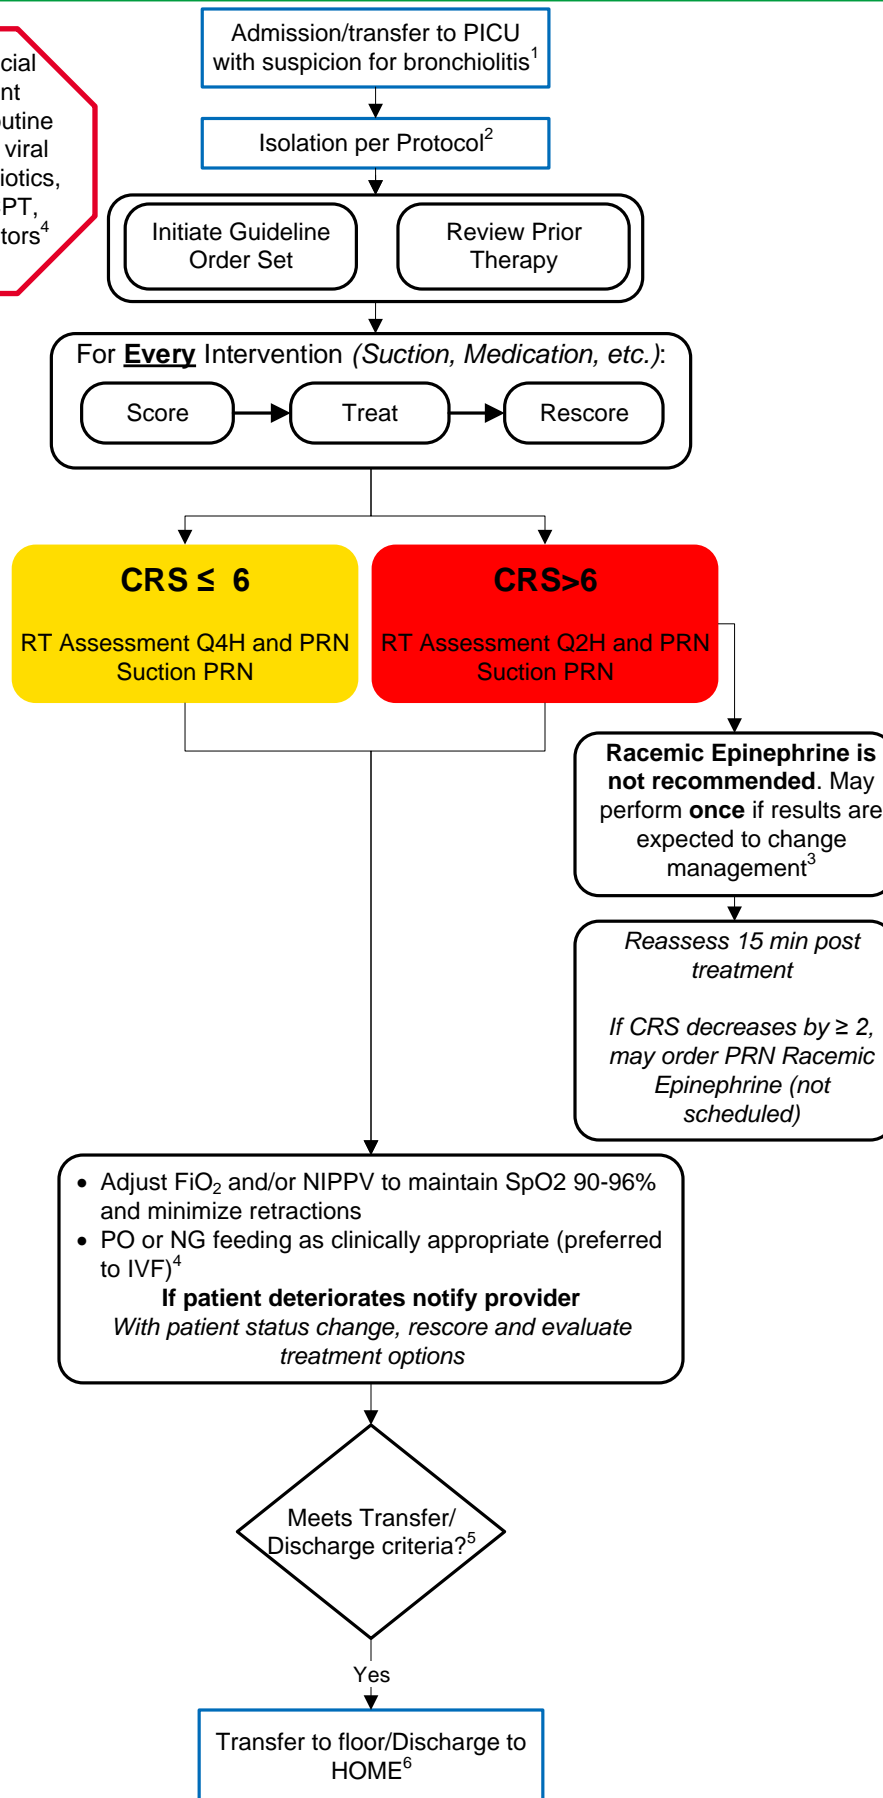 Admission/transfer to PICU
with suspicion for bronchiolitis1
Isolation per Protocol2
cial
nt
utine
viral
iotics,
PT,
tors4
Initiate Guideline
Order Set
Review Prior
Therapy
For Every Intervention (Suction, Medication, etc.):
Score
Treat
Rescore
CRS ≤ 6
RT Assessment Q4H and PRN
Suction PRN
CRS>6
RT Assessment Q2H and PRN
Suction PRN
Racemic Epinephrine is
not recommended. May
perform once if results are
expected to change
management3
Reassess 15 min post
treatment
If CRS decreases by ≥ 2,
may order PRN Racemic
Epinephrine (not
scheduled)
• Adjust FiO2 and/or NIPPV to maintain SpO2 90-96%
and minimize retractions
• PO or NG feeding as clinically appropriate (preferred
to IVF)4
If patient deteriorates notify provider
With patient status change, rescore and evaluate
treatment options
Meets Transfer/
Discharge criteria?5
Yes
Transfer to floor/Discharge to
HOME6